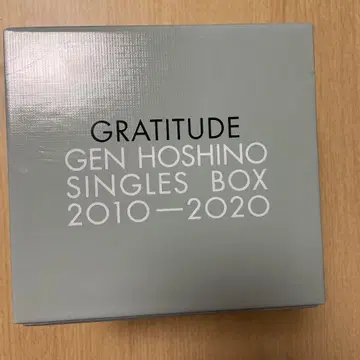 GRATITUDE
GEN HOSHINO
SINGLES BOX
2010—2020